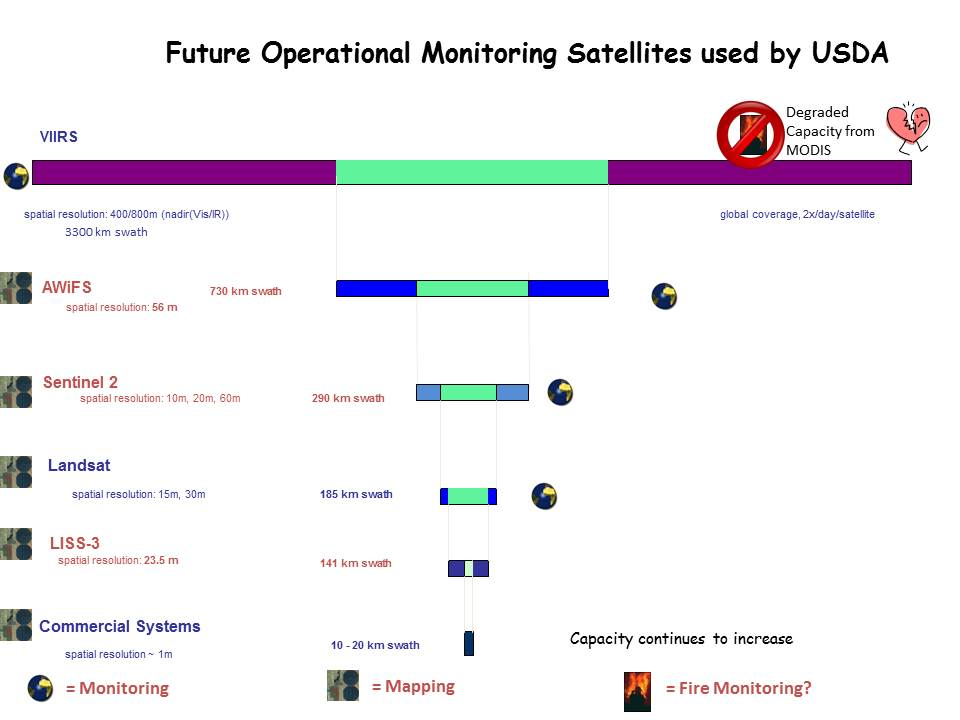 Future Operational Monitoring Satellites used by USDA
Degraded
Capacity from
MODIS
VIIRS
spatial resolution: 400/800m (nadir(Vis/IR))
3300 km swath
global coverage, 2x/day/satellite
AWiFS
730 km swath
spatial resolution: 56 m
Sentinel 2
spatial resolution: 10m, 20m, 60m
290 km swath
Landsat
spatial resolution: 15m, 30m
185 km swath
LISS-3
spatial resolution: 23.5 m
141 km swath
Commercial Systems
10 - 20 km swath
Capacity continues to increase
spatial resolution ~ 1m
= Monitoring
= Mapping
= Fire Monitoring?